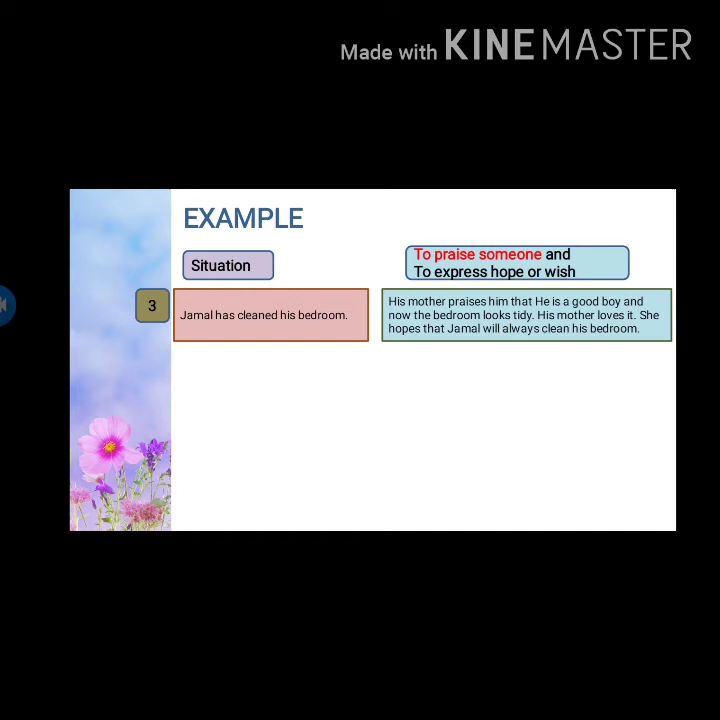 Made with KINEMASTER
EXAMPLE
Situation
To praise someone and
To express hope or wish
3
Jamal has cleaned his bedroom.
His mother praises him that He is a good boy and
now the bedroom looks tidy. His mother loves it. She
hopes that Jamal will always clean his bedroom.